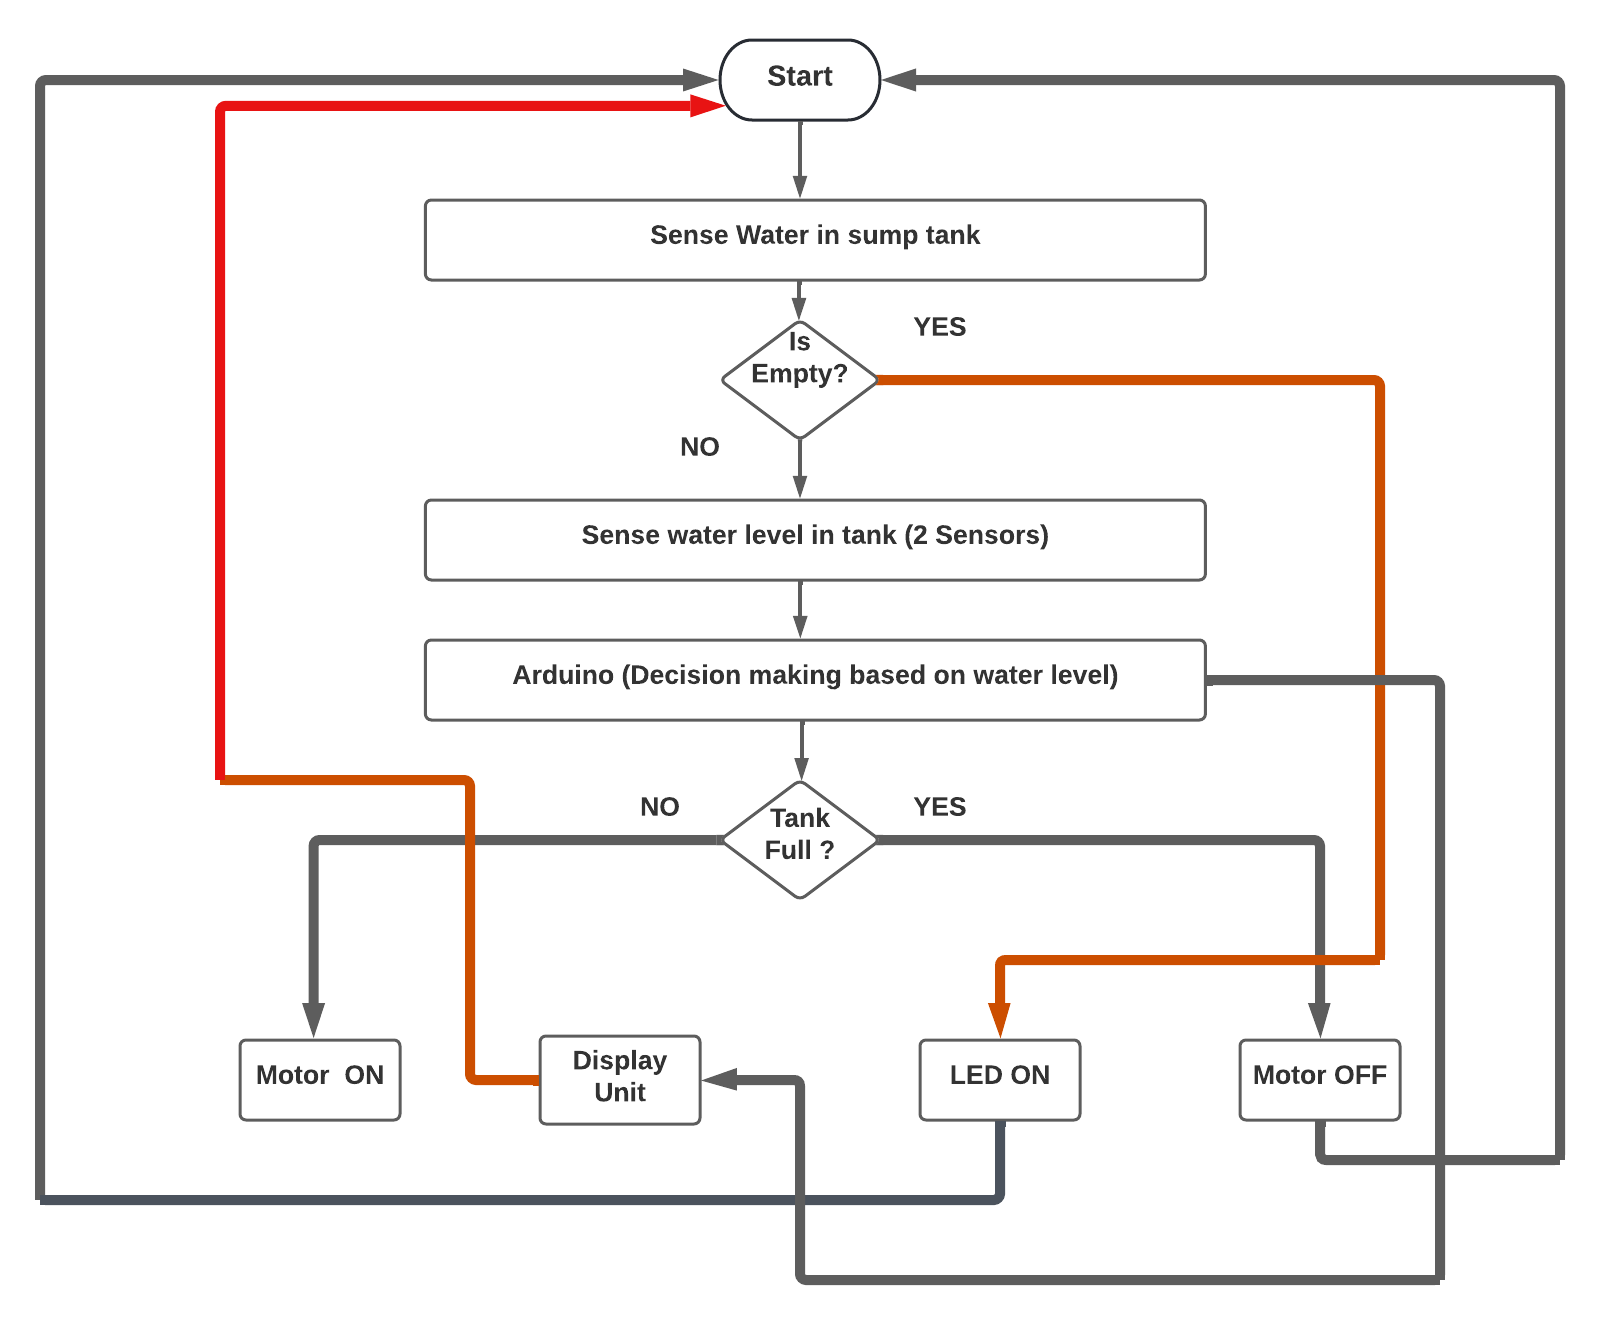 Start
Sense Water in sump tank
YES
Is
Empty?
NO
Sense water level in tank (2 Sensors)
Arduino (Decision making based on water level)
NO
YES
Tank
Full ?
Motor  ON
Display
Unit
LED ON
Motor OFF